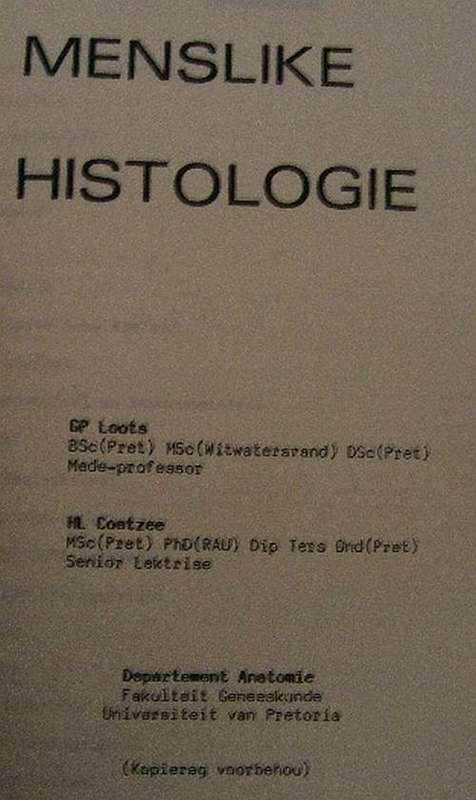 MENSLIKE
HISTOLOGIE
GP Loots
BSc(Pret) MSc(Witwatersrand) DSc(Pret)
Mede-professor
HL Coetzee
MSc(Pret) PhD(RAU) Dip Ters Ond(Pret)
Senior Lektrise
Departement Anatomie
Fakulteit Geneeskunde
Universiteit van Pretoria
(Kopiereg voorbehou)